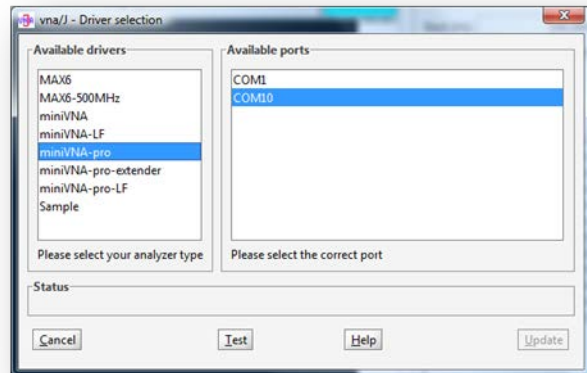 vna/J - Driver selection
Available drivers
MAX6
MAX6-500MHz
miniVNA
miniVNA-LF
miniVNA-pro
miniVNA-pro-extender
miniVNA-pro-LF
Sample
Please select your analyzer type
Available ports
COM1
COM10
Please select the correct port
Status
Cancel
Test
Help
Update